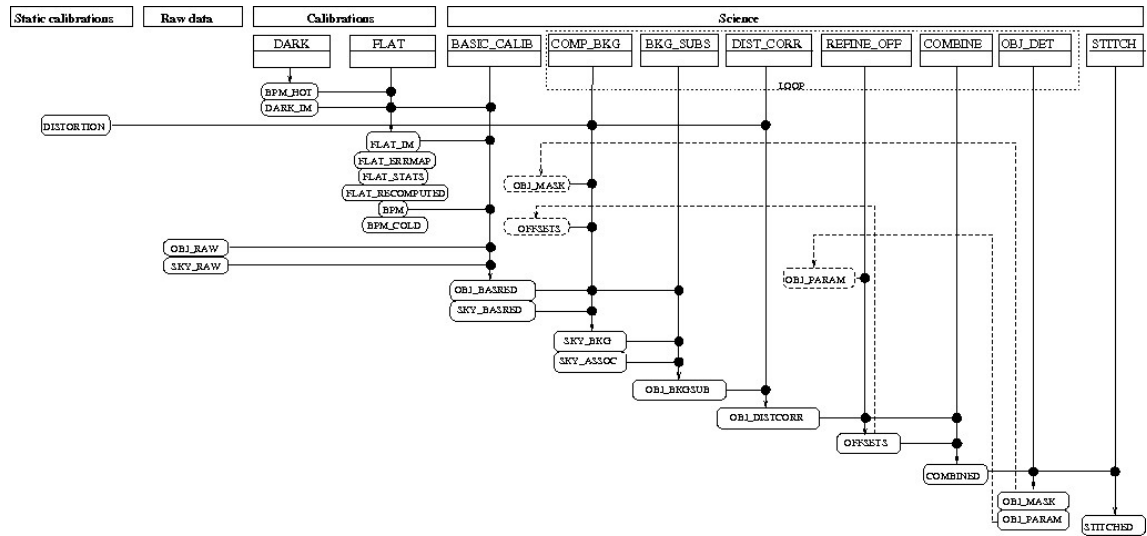 Static calibrations
Raw data
Calibrations
Science
DARK
FLAT
BASIC_CALIB
COMP_BKG
BKG_SUBS
DIST_CORR
REFINE_OFF
COMBINE
OBJ_DET
STITCH
LOOP
BPM_HOT
DARK_IM
DISTORTION
FLAT_IM
FLAT_ERRMAP
FLAT_STATS
FLAT_RECOMPUTED
BPM
BPM_COLD
OBJ_MASK
OFFSETS
OBJ_RAW
SKY_RAW
OBJ_PARAM
OBJ_BASRED
SKY_BASRED
SKY_BKG
SKY_ASSOC
OBJ_BKGSUB
OBJ_DISTCORR
OFFSETS
COMBINED
OBJ_MASK
OBJ_PARAM
STITCHED